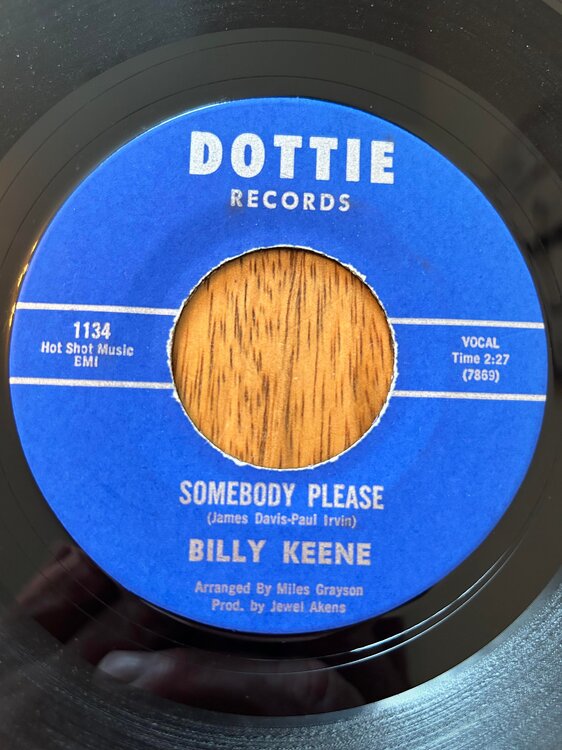 DOTTIE
RECORDS
1134
Hot Shot Music
BMI
VOCAL
Time 2:27
(7869)
SOMEBODY PLEASE
(James Davis-Paul Irvin)
BILLY KEENE
Arranged By Miles Grayson
Prod. by Jewel Akens